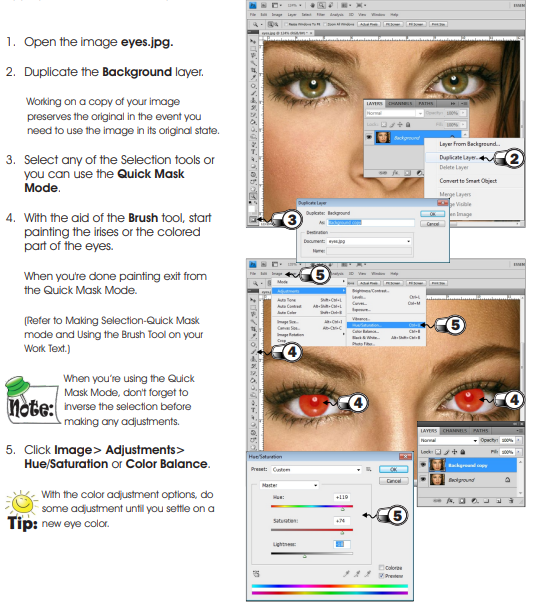 1. Open the image eyes.jpg.
2. Duplicate the Background layer.
Working on a copy of your image
preserves the original in the event you
need to use the image in its original state.
3. Select any of the Selection tools or
you can use the Quick Mask
Mode.
4. With the aid of the Brush tool, start
painting the irises or the colored
part of the eyes.
When you're done painting exit from
the Quick Mask Mode.
(Refer to Making Selection-Quick Mask
mode and Using the Brush Tool on your
Work Text.)
Note:
When you're using the Quick
Mask Mode, don't forget to
inverse the selection before
making any adjustments.
5. Click Image> Adjustments>
Hue/Saturation or Color Balance.
Tip:
With the color adjustment options, do
some adjustment until you settle on a
new eye color.
File Edit Image Layer Select Filter Analysis 3D View Window Help
LAYERS CHANNELS PATHS
Normal Opacity: 100%
Lock: Fill: 100%
Background
Layer From Background...
Duplicate Layer... 2
Delete Layer
Convert to Smart Object
Merge Layers
Merge Visible
Flatten Image
3
Duplicate Layer
Duplicate: Background OK
As: Background copy Cancel
Destination
Document: eyes.jpg
Name:
File Edit Image 5 Analysis 3D View Window Help
Mode
Adjustments
Auto Tone Shift+Ctrl+L
Auto Contrast Alt+Shift+Ctrl+L
Auto Color Shift+Ctrl+B
Image Size... Alt+Ctrl+I
Canvas Size... Alt+Ctrl+C
Image Rotation
Crop
Brightness/Contrast...
Levels... Ctrl+L
Curves... Ctrl+M
Exposure...
Vibrance...
Hue/Saturation... Ctrl+U 5
Color Balance... Ctrl+B
Black & White... Alt+Shift+Ctrl+B
Photo Filter...
4
4
4
LAYERS CHANNELS PATHS
Normal Opacity: 100%
Lock: Fill: 100%
Background copy
Background
Hue/Saturation
Preset: Custom OK
Cancel
Master
Hue: +119
Saturation: +74 5
Lightness:
Colorize
Preview